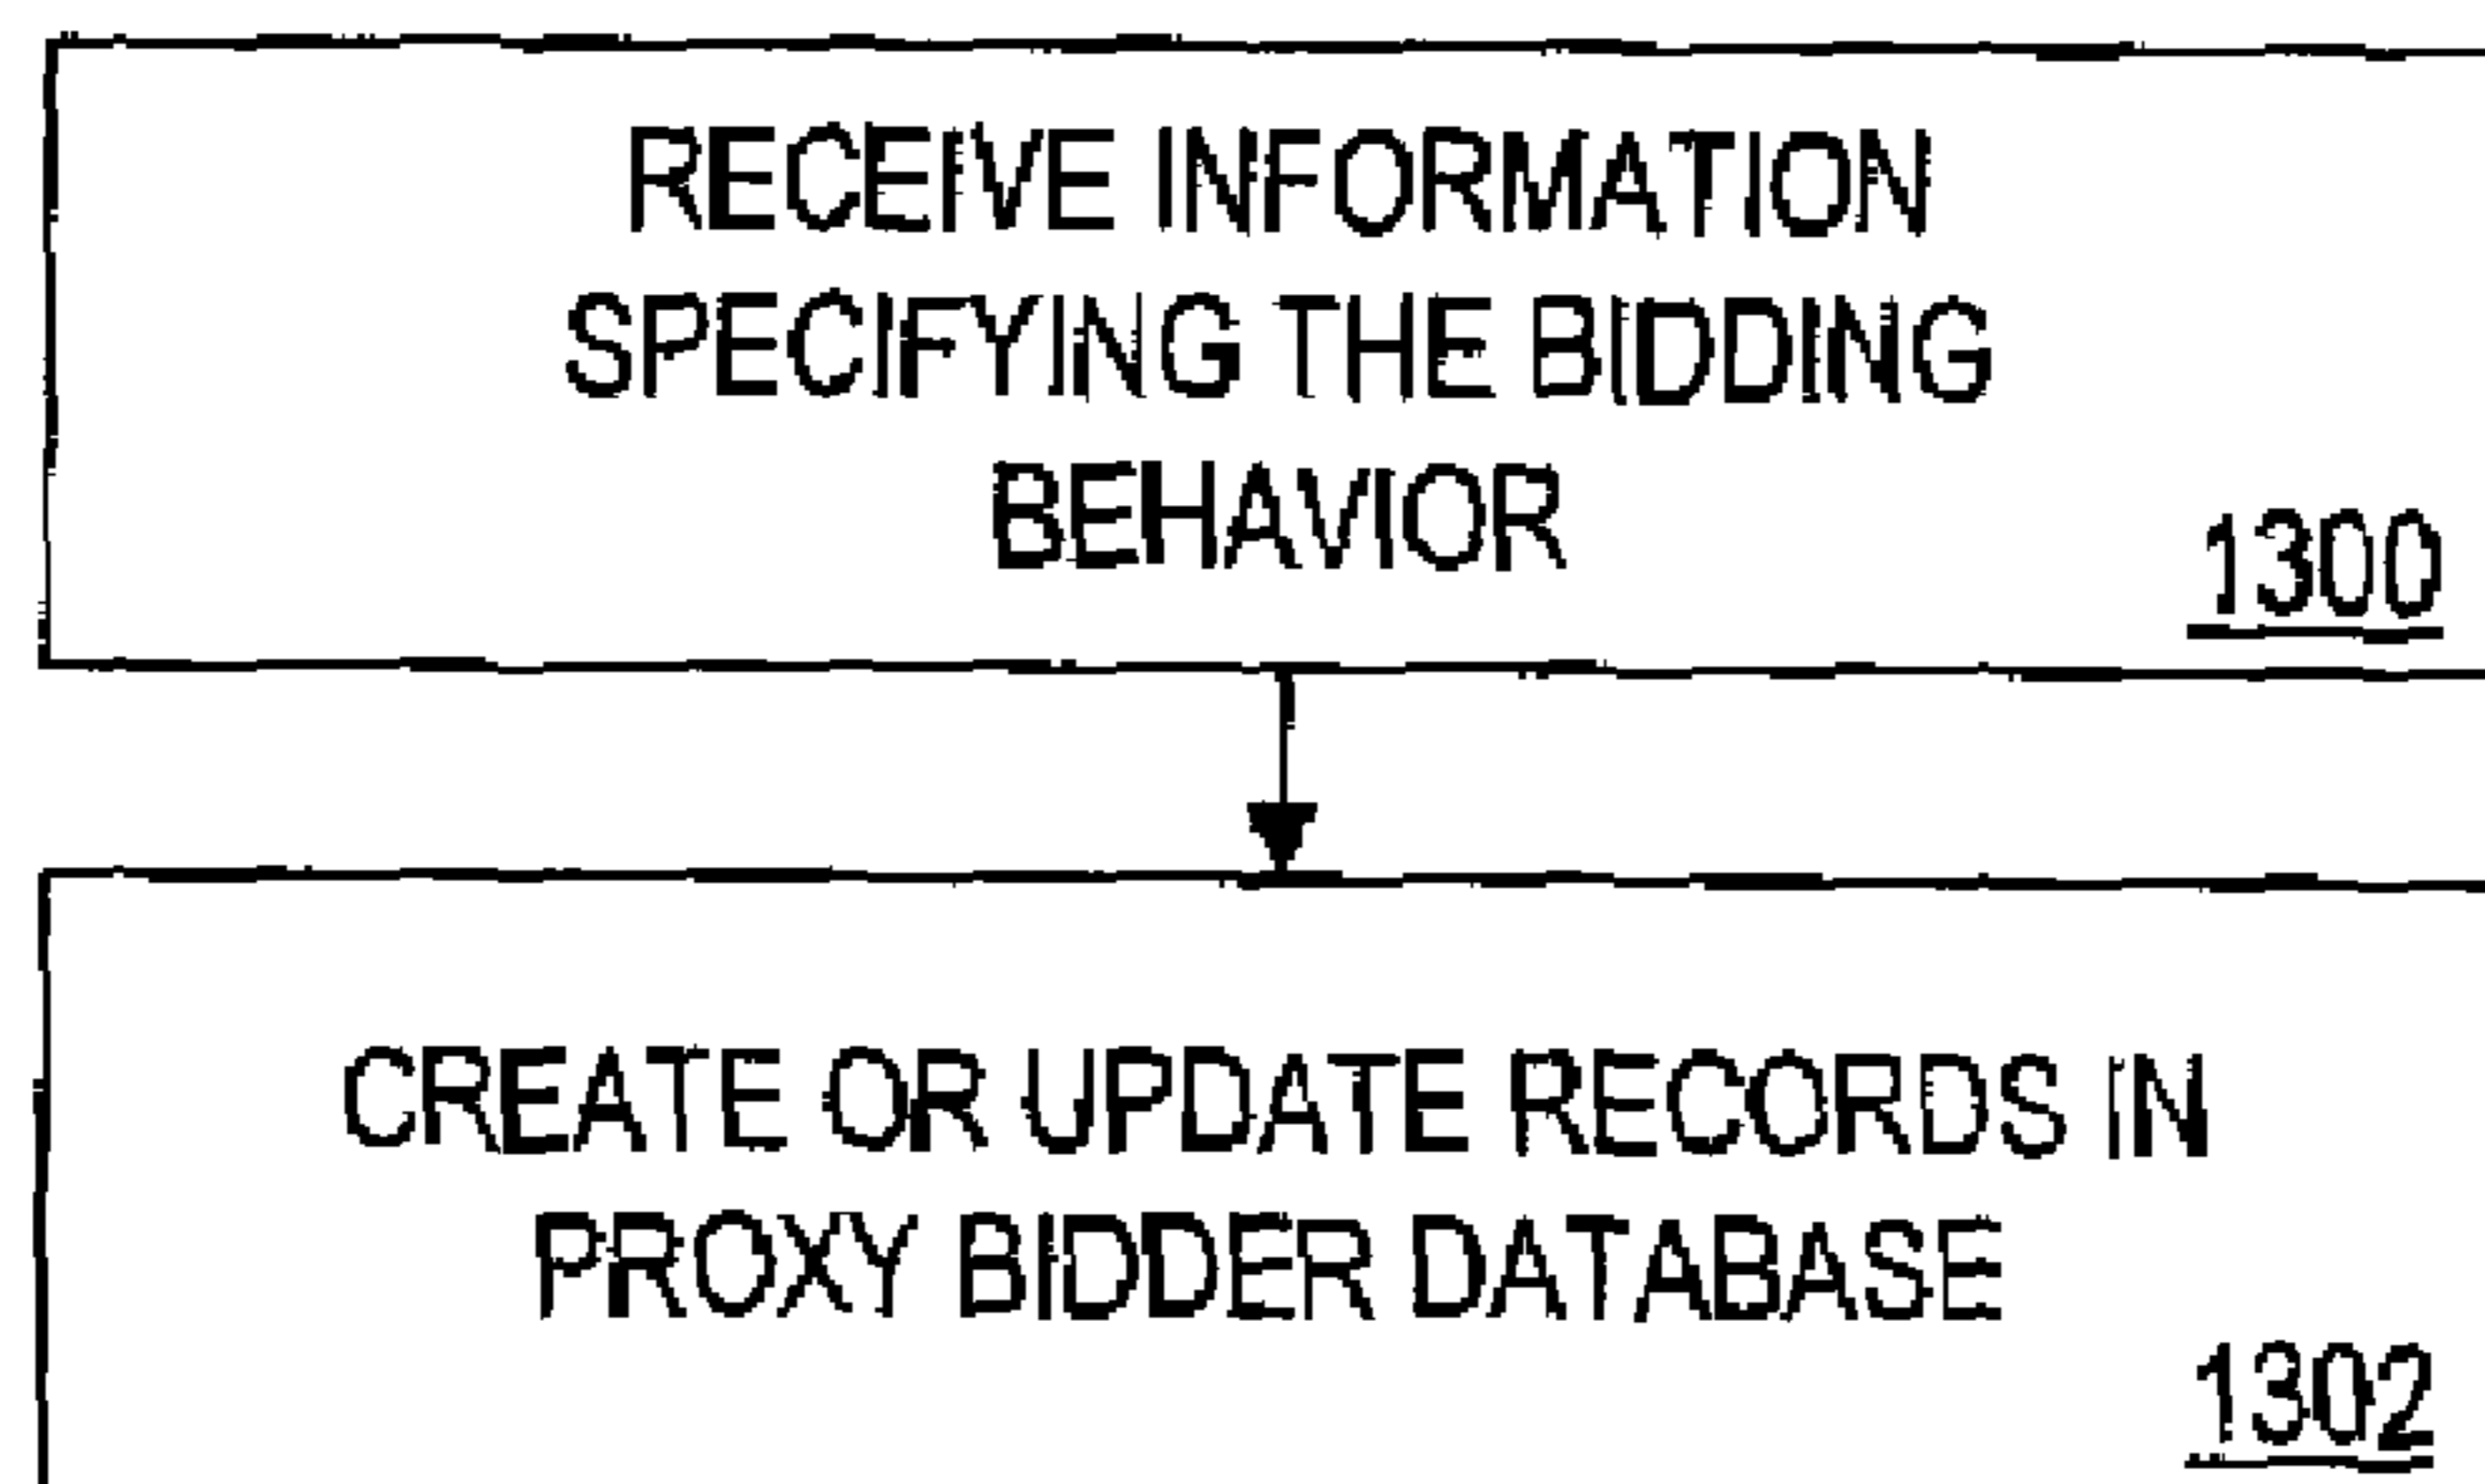 RECEIVE INFORMATION
SPECIFYING THE BIDDING
BEHAVIOR
1300
CREATE OR UPDATE RECORDS IN
PROXY BIDDER DATABASE
1302